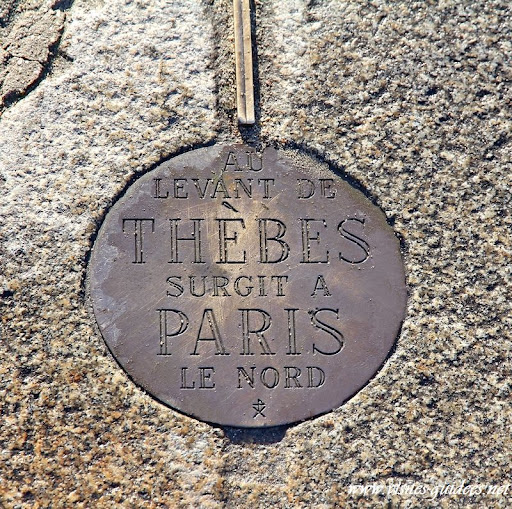 AU
LEVANT DE
THÈBES
SURGIT A
PARIS
LE NORD